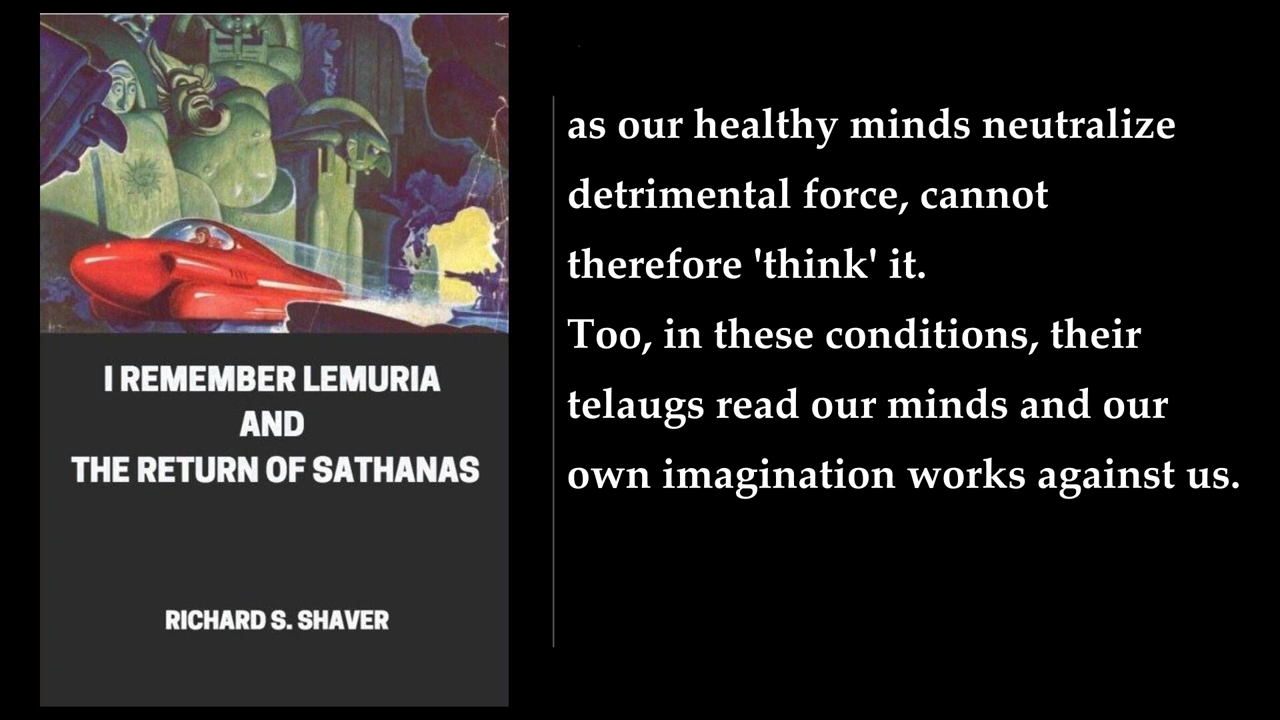 I REMEMBER LEMURIA
AND
THE RETURN OF SATHANAS
RICHARD S. SHAVER
as our healthy minds neutralize
detrimental force, cannot
therefore 'think' it.
Too, in these conditions, their
telaugs read our minds and our
own imagination works against us.